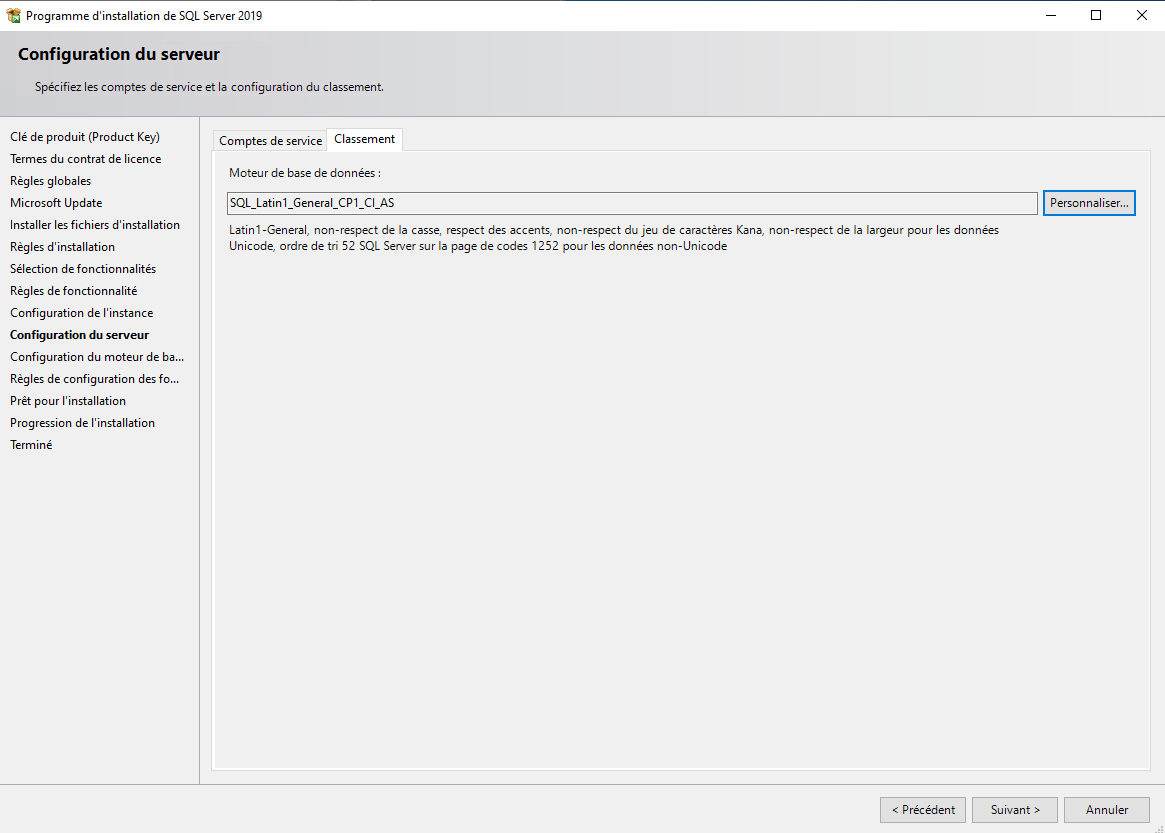 Programme d'installation de SQL Server 2019
Configuration du serveur
Spécifiez les comptes de service et la configuration du classement.
Clé de produit (Product Key)
Termes du contrat de licence
Règles globales
Microsoft Update
Installer les fichiers d'installation
Règles d'installation
Sélection de fonctionnalités
Règles de fonctionnalité
Configuration de l'instance
Configuration du serveur
Configuration du moteur de ba...
Règles de configuration des fo...
Prêt pour l'installation
Progression de l'installation
Terminé
Comptes de service
Classement
Moteur de base de données :
SQL_Latin1_General_CP1_CI_AS
Personnaliser...
Latin1-General, non-respect de la casse, respect des accents, non-respect du jeu de caractères Kana, non-respect de la largeur pour les données
Unicode, ordre de tri 52 SQL Server sur la page de codes 1252 pour les données non-Unicode
< Précédent
Suivant >
Annuler